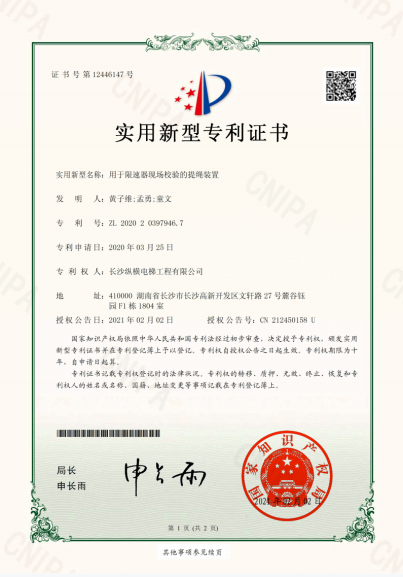 证书号第12446147号
实用新型专利证书
实用新型名称：用于限速器现场校验的提绳装置
发明人：黄子维;孟勇;童文
专利号：ZL 2020 2 0397946.7
专利申请日：2020年03月25日
专利权人：长沙纵横电梯工程有限公司
地址：410000 湖南省长沙市长沙高新开发区文轩路27号麓谷钰
园F1栋1804室
授权公告日：2021年02月02日 授权公告号：CN 212450158 U
国家知识产权局依照中华人民共和国专利法经过初步审查，决定授予专利权，颁发实用
新型专利证书并在专利登记簿上予以登记。专利权自授权公告之日起生效。专利权期限为十
年，自申请日起算。
专利证书记载专利权登记时的法律状况。专利权的转移、质押、无效、终止、恢复和专
利权人的姓名或名称、国籍、地址变更等事项记载在专利登记簿上。
局长
申长雨
申长雨
国家知识产权局
2021年02月02日
第 1 页 (共 2 页)
其他事项参见续页
CNIPA